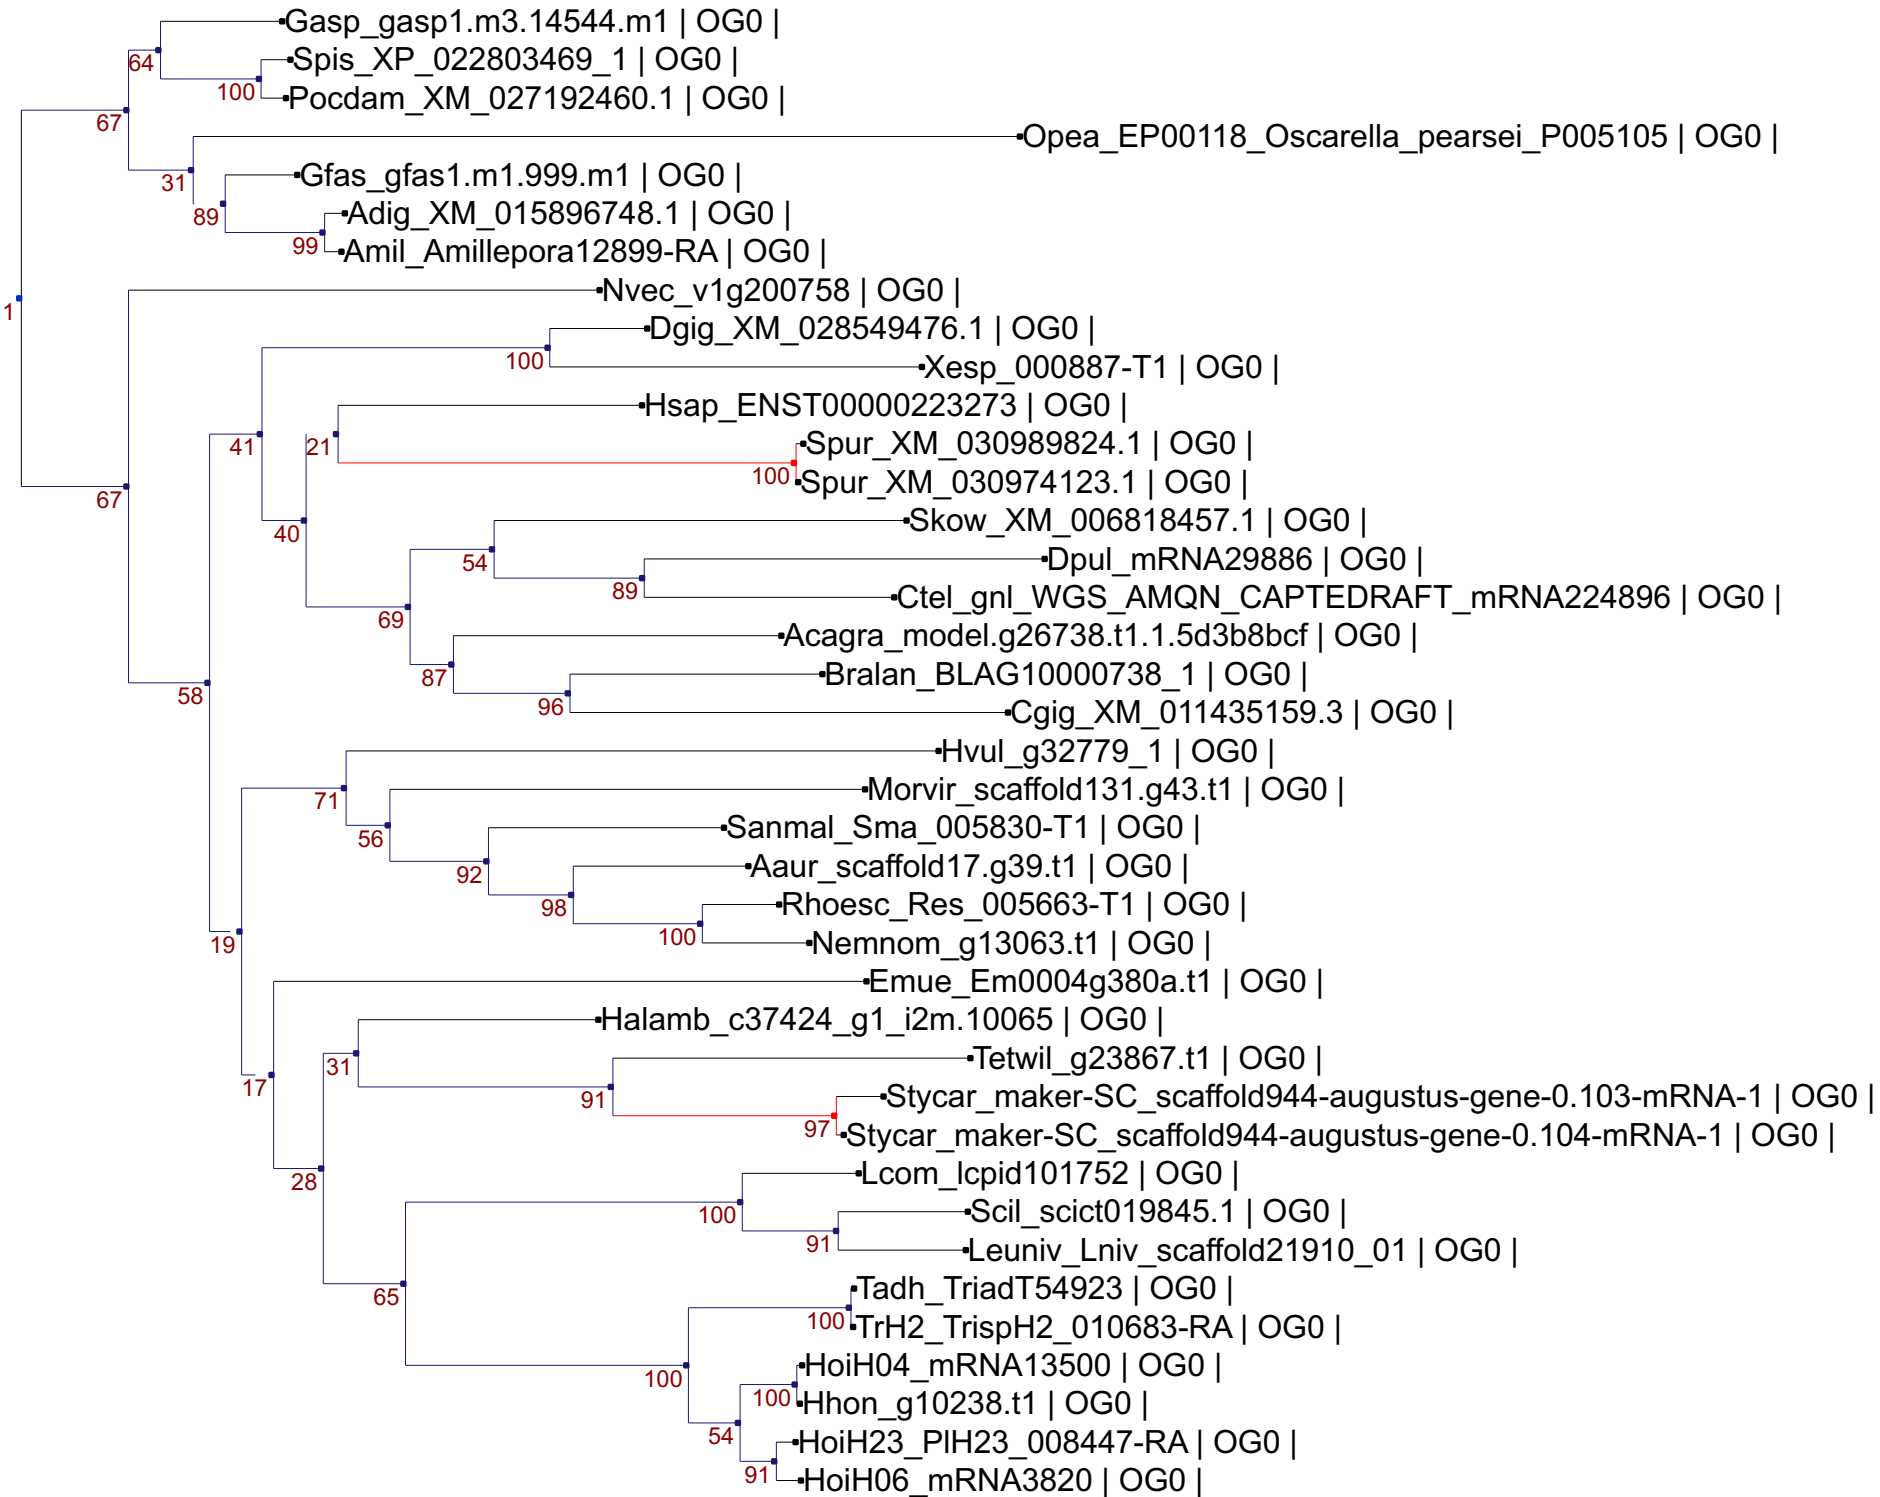 Gasp_gasp1.m3.14544.m1 | OG0 |
64
Spis_XP_022803469_1 | OG0 |
100
Pocdam_XM_027192460.1 | OG0 |
67
Opea_EP00118_Oscarella_pearsei_P005105 | OG0 |
31
Gfas_gfas1.m1.999.m1 | OG0 |
89
Adig_XM_015896748.1 | OG0 |
99
Amil_Amillepora12899-RA | OG0 |
1
Nvec_v1g200758 | OG0 |
Dgig_XM_028549476.1 | OG0 |
100
Xesp_000887-T1 | OG0 |
Hsap_ENST00000223273 | OG0 |
41
21
Spur_XM_030989824.1 | OG0 |
100
Spur_XM_030974123.1 | OG0 |
67
Skow_XM_006818457.1 | OG0 |
40
54
Dpul_mRNA29886 | OG0 |
89
Ctel_gnl_WGS_AMQN_CAPTEDRAFT_mRNA224896 | OG0 |
69
Acagra_model.g26738.t1.1.5d3b8bcf | OG0 |
87
Bralan_BLAG10000738_1 | OG0 |
58
96
Cgig_XM_011435159.3 | OG0 |
Hvul_g32779_1 | OG0 |
71
Morvir_scaffold131.g43.t1 | OG0 |
56
Sanmal_Sma_005830-T1 | OG0 |
92
Aaur_scaffold17.g39.t1 | OG0 |
98
Rhoesc_Res_005663-T1 | OG0 |
100
Nemnom_g13063.t1 | OG0 |
19
Emue_Em0004g380a.t1 | OG0 |
Halamb_c37424_g1_i2m.10065 | OG0 |
31
Tetwil_g23867.t1 | OG0 |
17
91
Stycar_maker-SC_scaffold944-augustus-gene-0.103-mRNA-1 | OG0 |
97
Stycar_maker-SC_scaffold944-augustus-gene-0.104-mRNA-1 | OG0 |
28
Lcom_lcpid101752 | OG0 |
100
Scil_scict019845.1 | OG0 |
91
Leuniv_Lniv_scaffold21910_01 | OG0 |
65
Tadh_TriadT54923 | OG0 |
100
TrH2_TrispH2_010683-RA | OG0 |
100
HoiH04_mRNA13500 | OG0 |
100
Hhon_g10238.t1 | OG0 |
54
HoiH23_PlH23_008447-RA | OG0 |
91
HoiH06_mRNA3820 | OG0 |